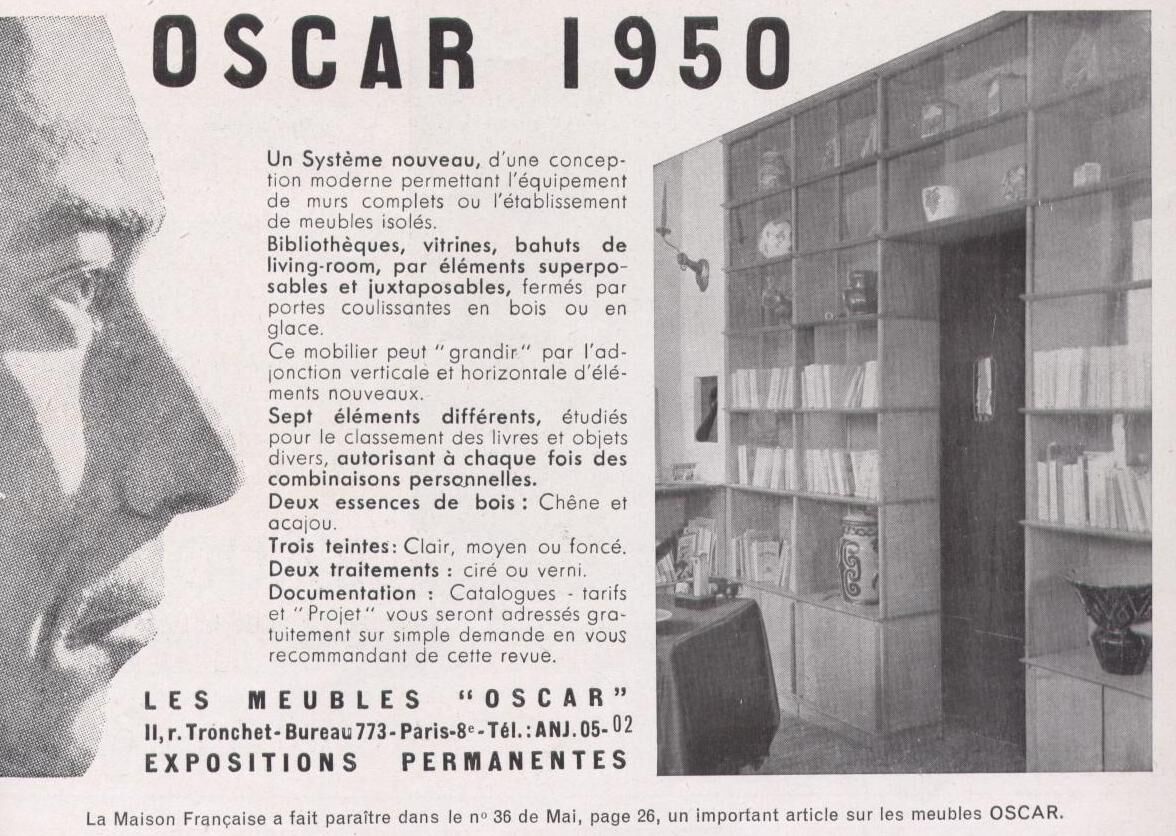 OSCAR 1950
Un Système nouveau, d'une concep-
tion moderne permettant l'équipement
de murs complets ou l'établissement
de meubles isolés.
Bibliothèques, vitrines, bahuts de
living-room, par éléments superpo-
sables et juxtaposables, fermés par
portes coulissantes en bois ou en
glace.
Ce mobilier peut "grandir" par l'ad-
jonction verticale et horizontale d'élé-
ments nouveaux.
Sept éléments différents, étudiés
pour le classement des livres et objets
divers, autorisant à chaque fois des
combinaisons personnelles.
Deux essences de bois : Chêne et
acajou.
Trois teintes : Clair, moyen ou foncé.
Deux traitements : ciré ou verni.
Documentation : Catalogues - tarifs
et "Projet" vous seront adressés gra-
tuitement sur simple demande en vous
recommandant de cette revue.
LES MEUBLES "OSCAR"
11, r. Tronchet - Bureau 773 - Paris-8e - Tél. : ANJ. 05-02
EXPOSITIONS PERMANENTES
La Maison Française a fait paraître dans le no 36 de Mai, page 26, un important article sur les meubles OSCAR.